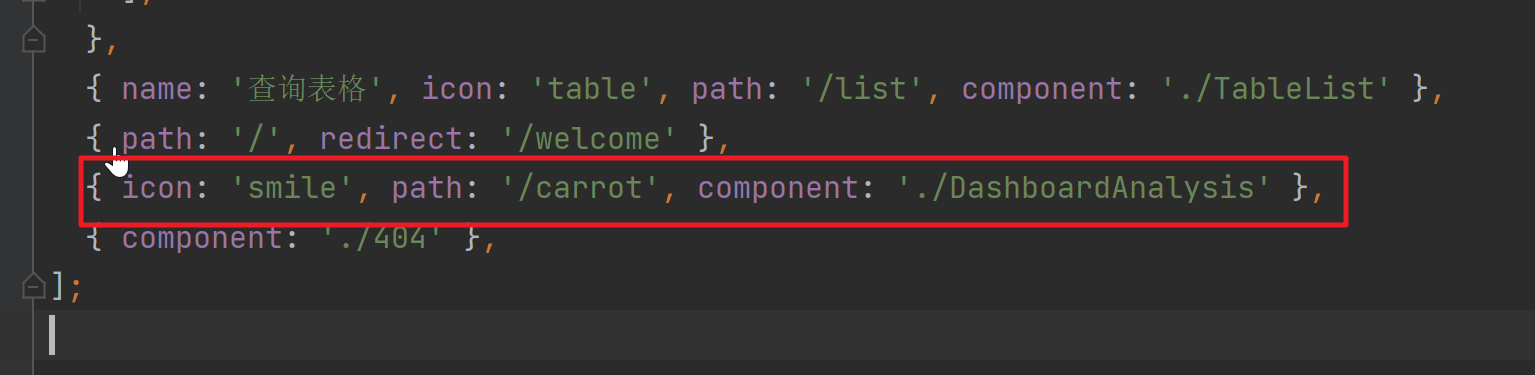 ],
},
{ name: '查询表格', icon: 'table', path: '/list', component: './TableList' },
{ path: '/', redirect: '/welcome' },
{ icon: 'smile', path: '/carrot', component: './DashboardAnalysis' },
{ component: './404' },
];